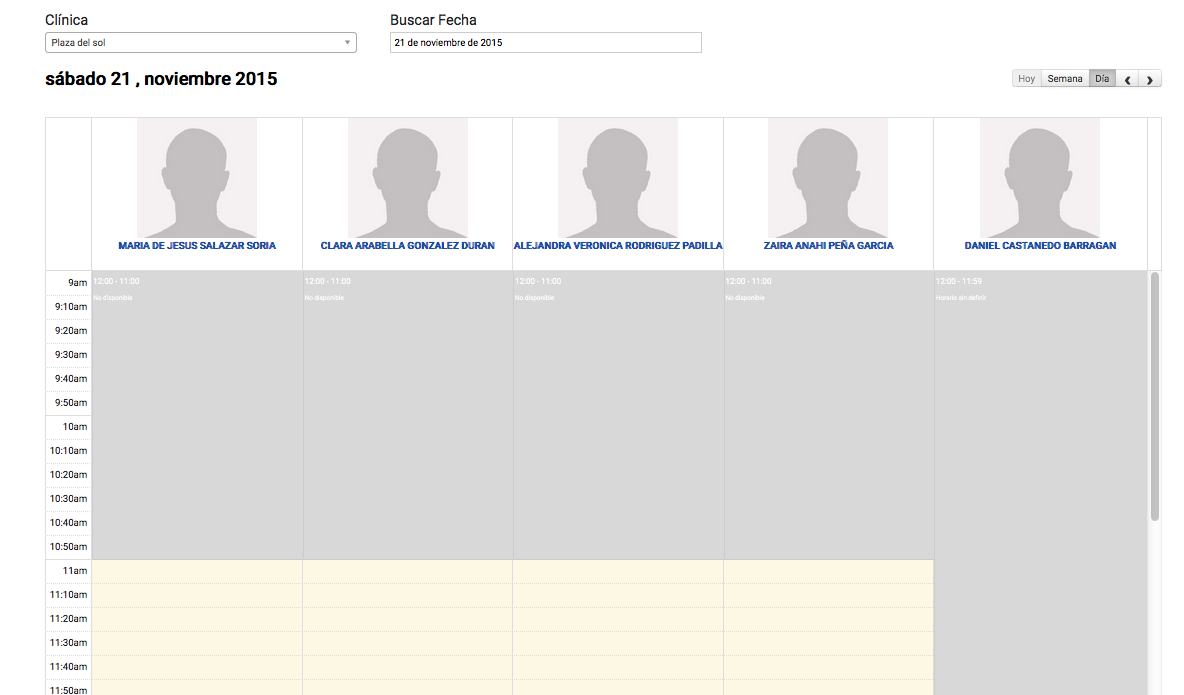 Clínica
Buscar Fecha
Plaza del sol
21 de noviembre de 2015
sábado 21 , noviembre 2015
Hoy Semana Día
MARIA DE JESUS SALAZAR SORIA
CLARA ARABELLA GONZALEZ DURAN
ALEJANDRA VERONICA RODRIGUEZ PADILLA
ZAIRA ANAHI PEÑA GARCIA
DANIEL CASTANEDO BARRAGAN
9am
12:00 - 11:00
No disponible
12:00 - 11:00
No disponible
12:00 - 11:00
No disponible
12:00 - 11:00
No disponible
12:00 - 11:59
Horario sin definir
9:10am
9:20am
9:30am
9:40am
9:50am
10am
10:10am
10:20am
10:30am
10:40am
10:50am
11am
11:10am
11:20am
11:30am
11:40am
11:50am